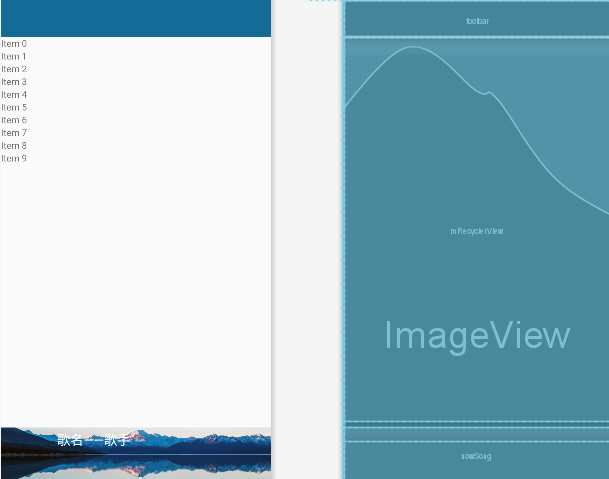 Item 0
Item 1
Item 2
Item 3
Item 4
Item 5
Item 6
Item 7
Item 8
Item 9
歌名——歌手
toolbar
mRecyclerView
ImageView
nowSong